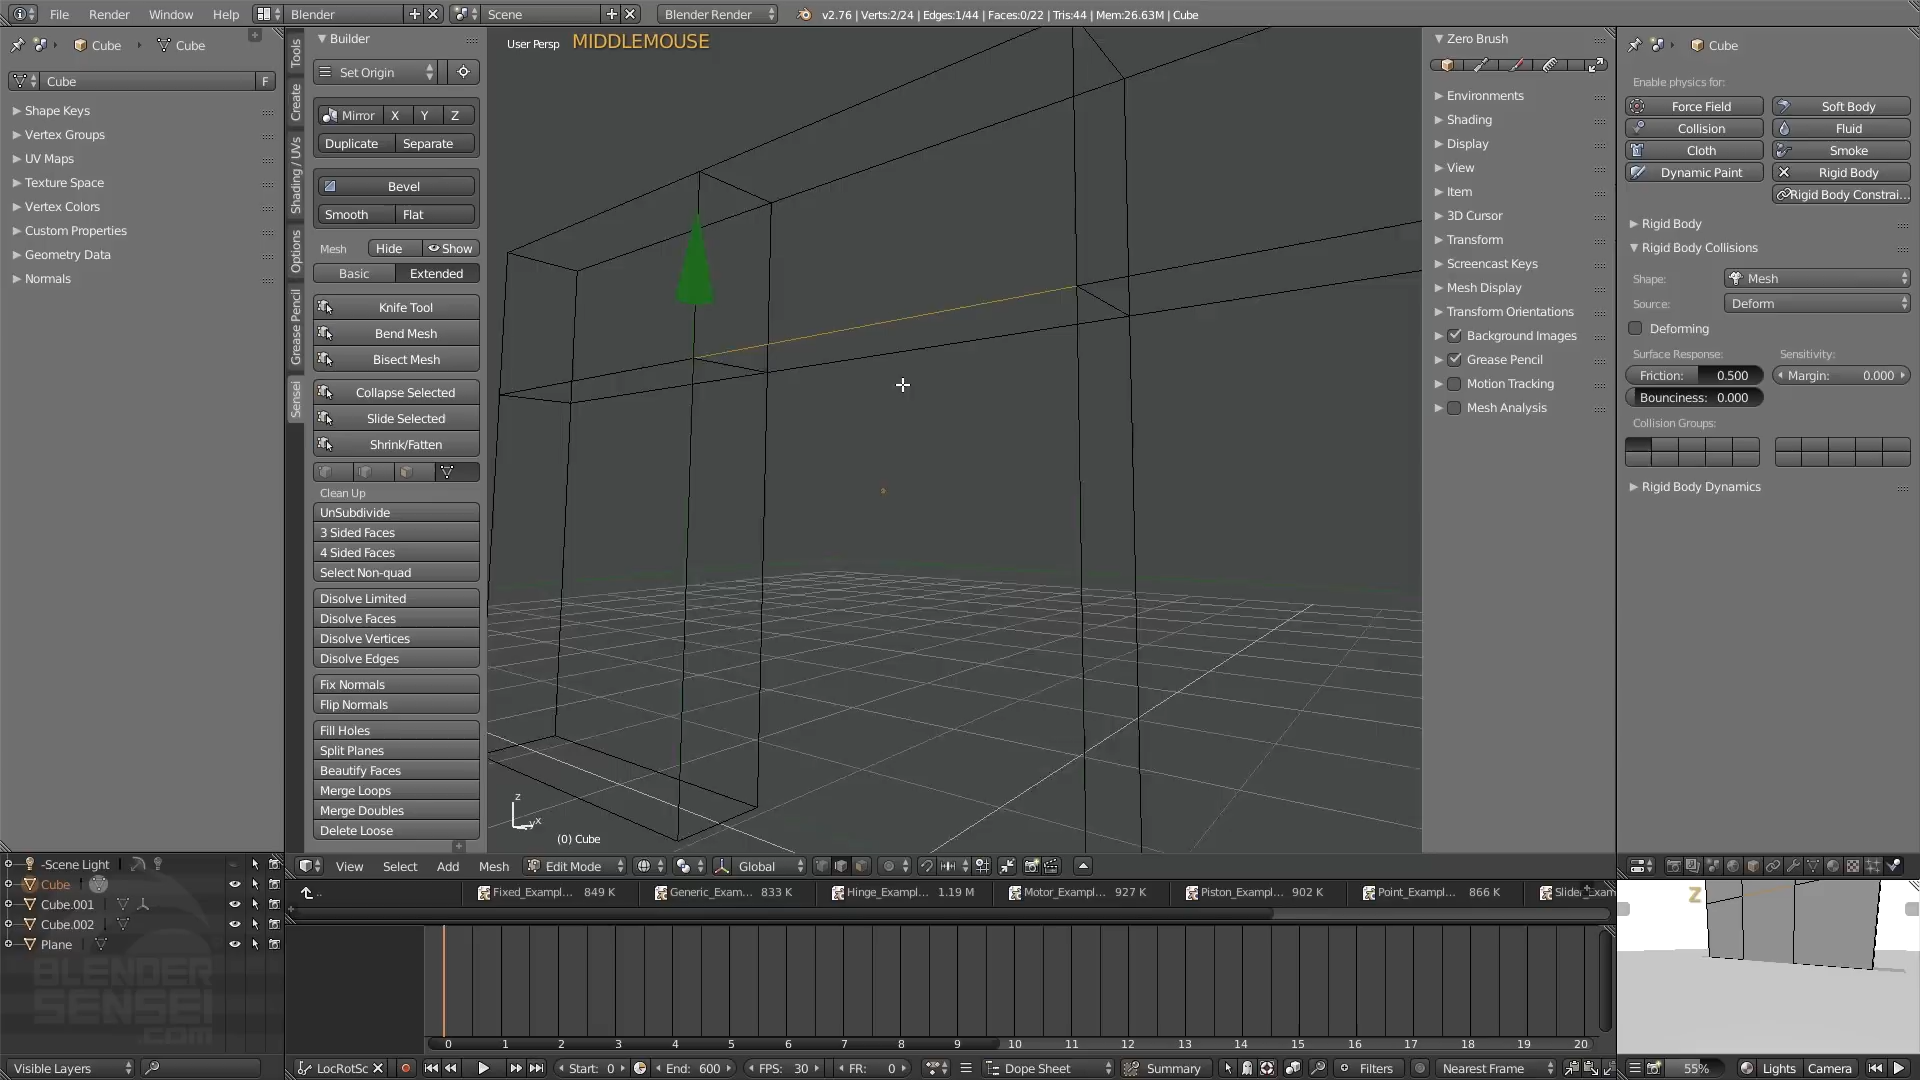 File Render Window Help Blender Scene Blender Render v2.76 | Verts:2/24 | Edges:1/44 | Faces:0/22 | Tris:44 | Mem:26.63M | Cube
Cube Cube
Cube F
Shape Keys
Vertex Groups
UV Maps
Texture Space
Vertex Colors
Custom Properties
Geometry Data
Normals
Tools
Create
Shading / UVs
Options
Grease Pencil
Sensei
Builder
Set Origin
Mirror X Y Z
Duplicate Separate
Bevel
Smooth Flat
Mesh Hide Show
Basic Extended
Knife Tool
Bend Mesh
Bisect Mesh
Collapse Selected
Slide Selected
Shrink/Fatten
Clean Up
UnSubdivide
3 Sided Faces
4 Sided Faces
Select Non-quad
Disolve Limited
Disolve Faces
Disolve Vertices
Disolve Edges
Fix Normals
Flip Normals
Fill Holes
Split Planes
Beautify Faces
Merge Loops
Merge Doubles
Delete Loose
User Persp MIDDLEMOUSE
z
x
(0) Cube
Zero Brush
Environments
Shading
Display
View
Item
3D Cursor
Transform
Screencast Keys
Mesh Display
Transform Orientations
Background Images
Grease Pencil
Motion Tracking
Mesh Analysis
Cube
Enable physics for:
Force Field Soft Body
Collision Fluid
Cloth Smoke
Dynamic Paint Rigid Body
Rigid Body Constrai...
Rigid Body
Rigid Body Collisions
Shape: Mesh
Source: Deform
Deforming
Surface Response: Sensitivity:
Friction: 0.500 Margin: 0.000
Bounciness: 0.000
Collision Groups:
Rigid Body Dynamics
View Select Add Mesh Edit Mode Global
-Scene Light
Cube
Cube.001
Cube.002
Plane
BLENDER
SENSEI
.com
Visible Layers
.. Fixed_Exampl... 849 K Generic_Exam... 833 K Hinge_Exampl... 1.19 M Motor_Exampl... 927 K Piston_Exampl... 902 K Point_Exampl... 866 K
0 1 2 3 4 5 6 7 8 9 10 11 12 13 14 15 16 17 18 19 20
LocRotSc Start: 0 End: 600 FPS: 30 FR: 0 Dope Sheet Summary Filters Nearest Frame
Z
55% Lights Camera